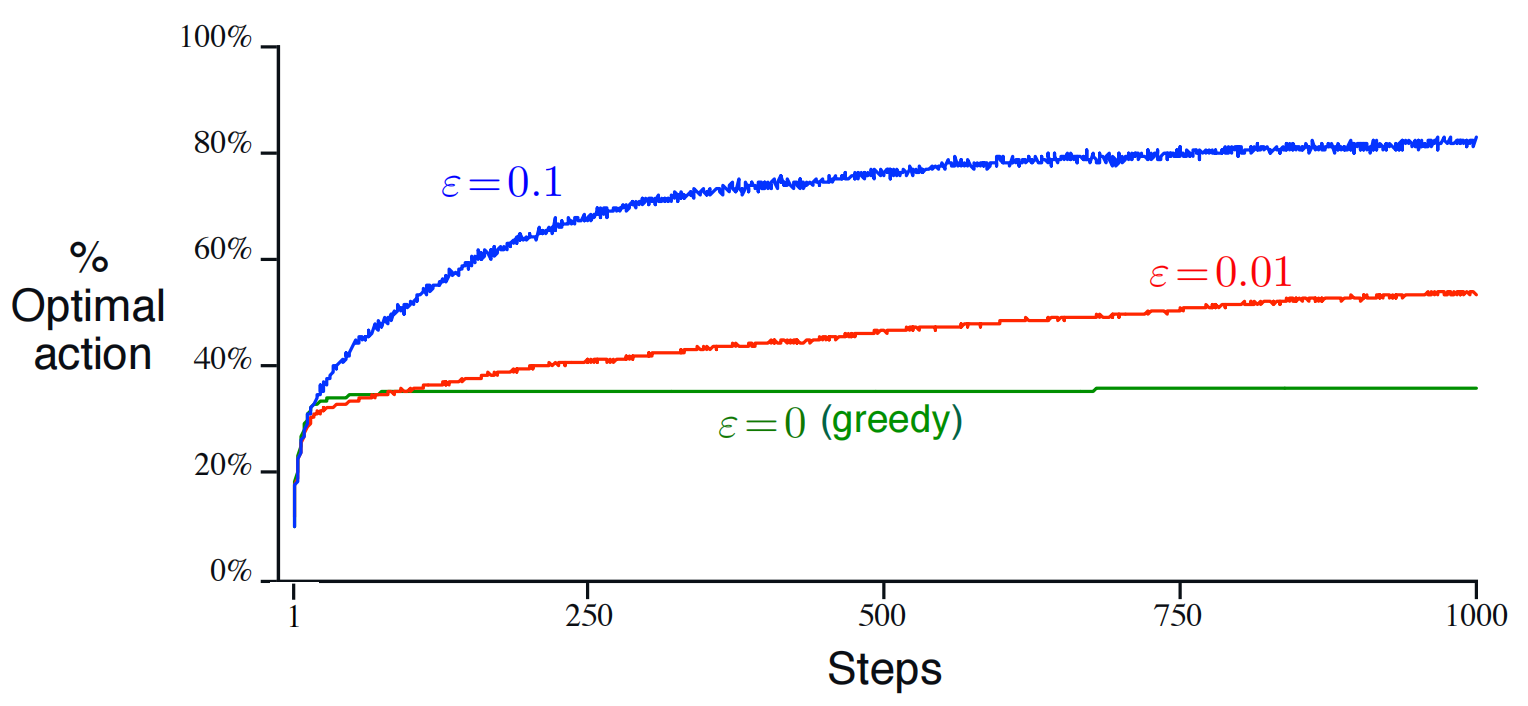 100%
80%
60%
40%
20%
0%
%
Optimal
action
ε=0.1
ε=0.01
ε=0 (greedy)
1
250
500
750
1000
Steps